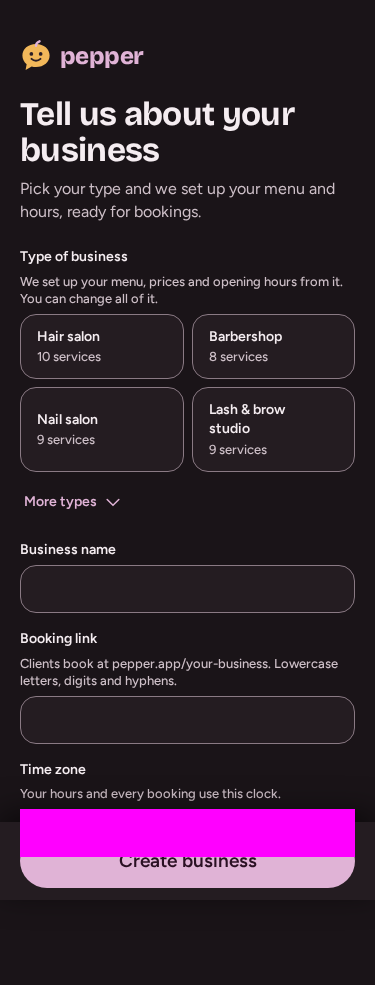 pepper
Tell us about your
business
Pick your type and we set up your menu and
hours, ready for bookings.
Type of business
We set up your menu, prices and opening hours from it.
You can change all of it.
Hair salon
10 services
Barbershop
8 services
Nail salon
9 services
Lash & brow
studio
9 services
More types
Business name
Booking link
Clients book at pepper.app/your-business. Lowercase
letters, digits and hyphens.
Time zone
Your hours and every booking use this clock.
Create business